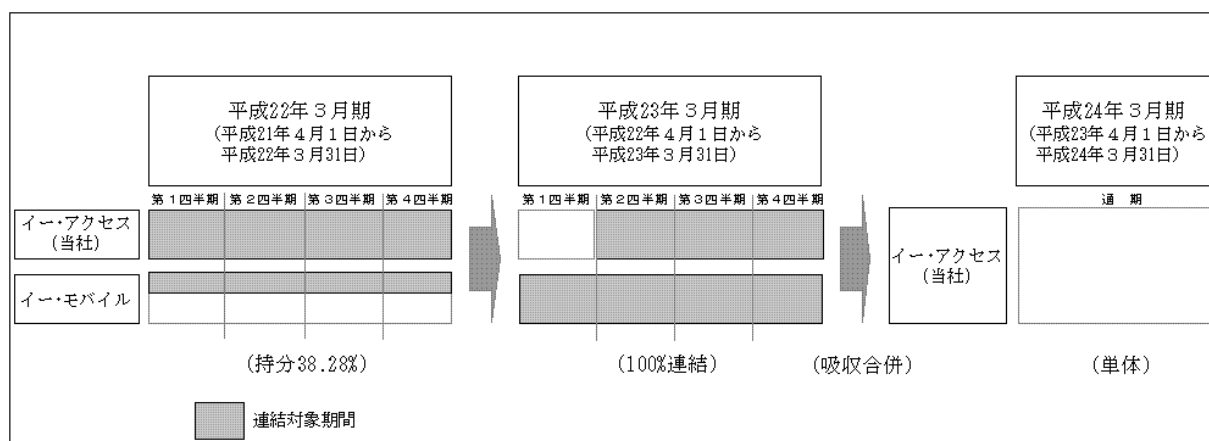 平成22年３月期
(平成21年４月１日から
平成22年３月31日)
平成23年３月期
(平成22年４月１日から
平成23年３月31日)
平成24年３月期
(平成23年４月１日から
平成24年３月31日)
第１四半期 第２四半期 第３四半期 第４四半期
第１四半期 第２四半期 第３四半期 第４四半期
通　期
イー・アクセス
(当社)
イー・モバイル
イー・アクセス
(当社)
(持分38.28%)
(100%連結)
(吸収合併)
(単体)
連結対象期間